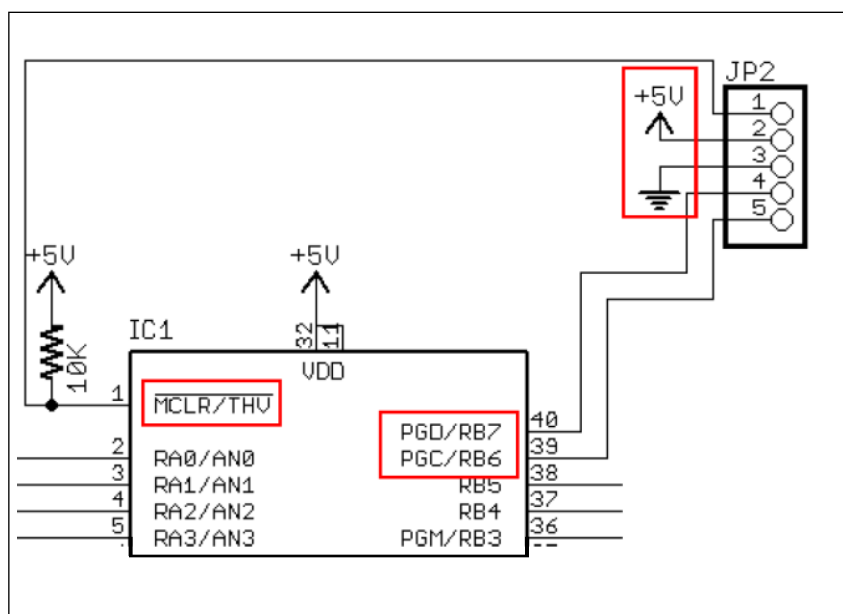 JP2
+5V
1
2
3
4
5
+5V
+5V
10K
IC1
32
11
VDD
1
MCLR/THV
40
PGD/RB7
39
PGC/RB6
2
RA0/AN0
38
RB5
3
RA1/AN1
37
RB4
4
RA2/AN2
36
PGM/RB3
5
RA3/AN3